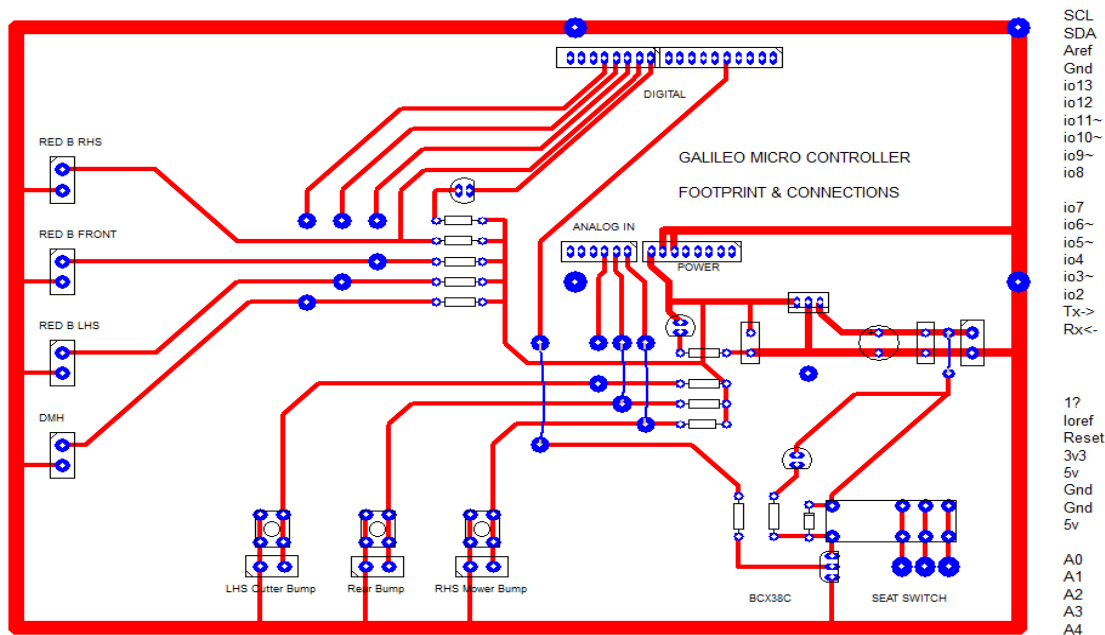 DIGITAL
RED B RHS
GALILEO MICRO CONTROLLER
FOOTPRINT & CONNECTIONS
RED B FRONT
ANALOG IN
POWER
RED B LHS
DMH
LHS Cutter Bump
Rear Bump
RHS Mower Bump
BCX38C
SEAT SWITCH
SCL
SDA
Aref
Gnd
io13
io12
io11~
io10~
io9~
io8
io7
io6~
io5~
io4
io3~
io2
Tx->
Rx<-
1?
Ioref
Reset
3v3
5v
Gnd
Gnd
5v
A0
A1
A2
A3
A4